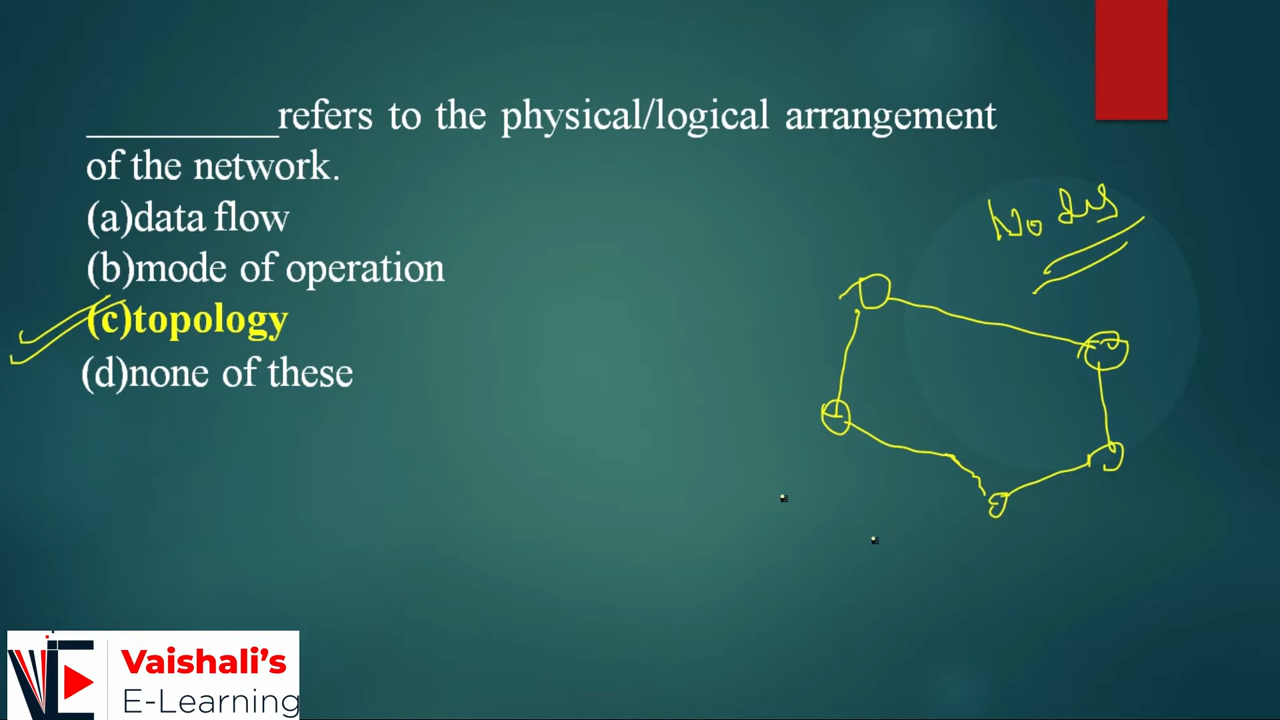 __________refers to the physical/logical arrangement
of the network.
(a)data flow
(b)mode of operation
(c)topology
(d)none of these
Vaishali's
E-Learning